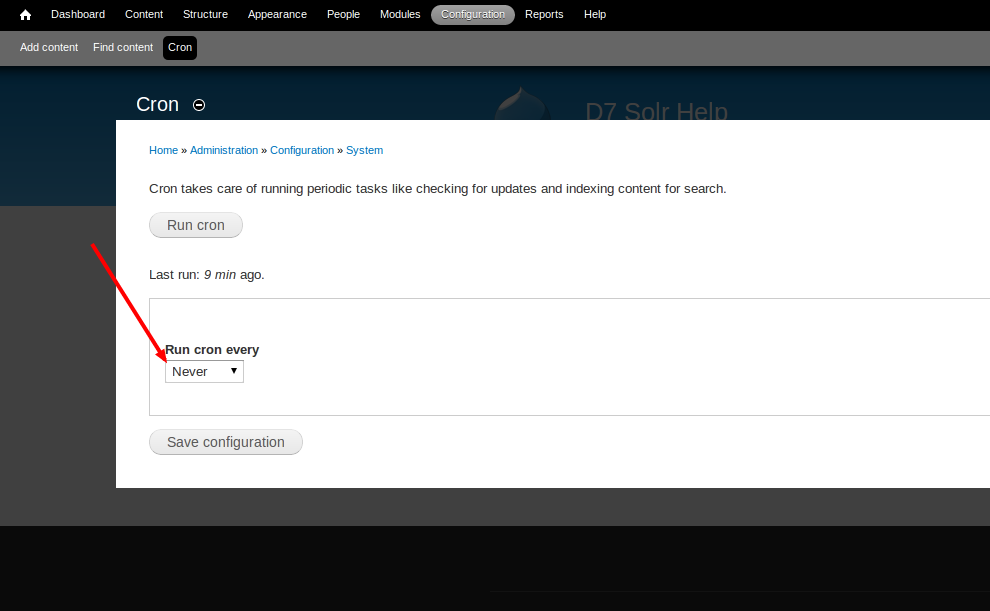 Dashboard Content Structure Appearance People Modules Configuration Reports Help
Add content Find content Cron
Cron
D7 Solr Help
Home » Administration » Configuration » System
Cron takes care of running periodic tasks like checking for updates and indexing content for search.
Run cron
Last run: 9 min ago.
Run cron every
Never
Save configuration